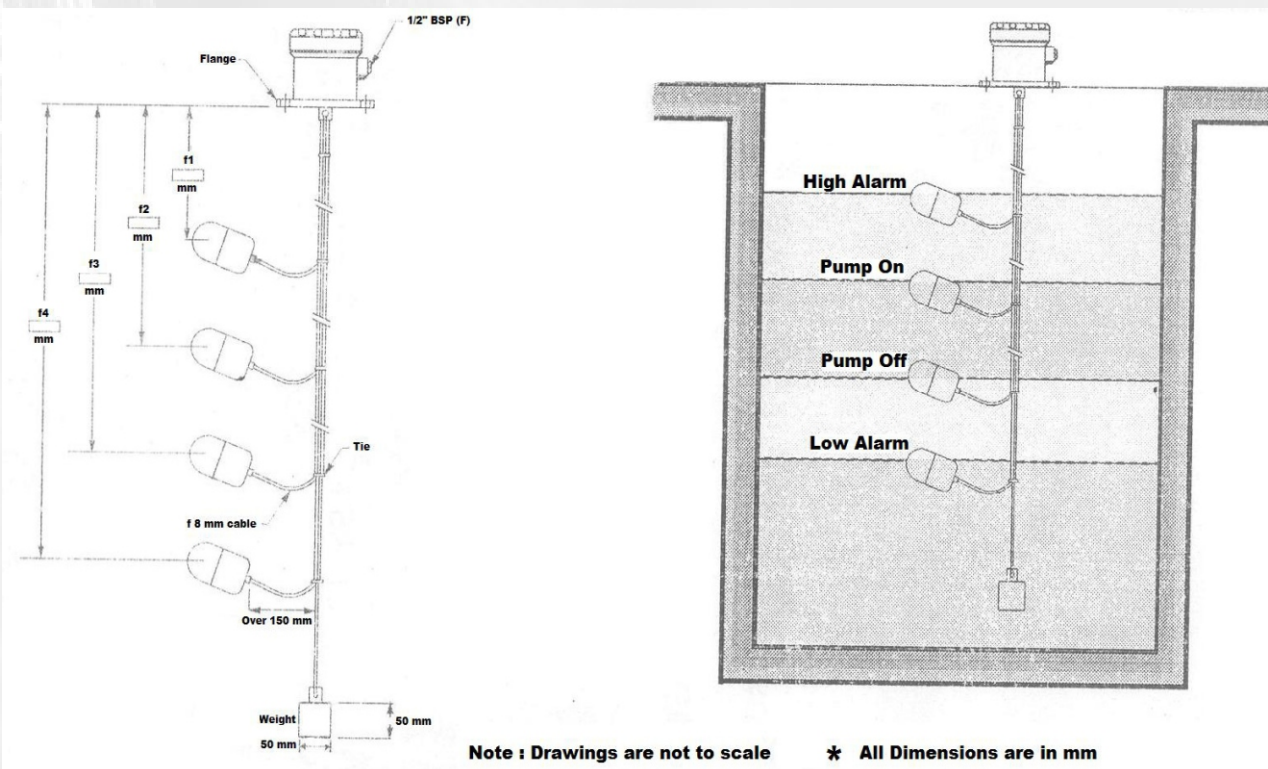 1/2" BSP (F)
Flange
f1
mm
f2
mm
f3
mm
f4
mm
Tie
f 8 mm cable
Over 150 mm
Weight
50 mm
50 mm
High Alarm
Pump On
Pump Off
Low Alarm
Note : Drawings are not to scale
* All Dimensions are in mm